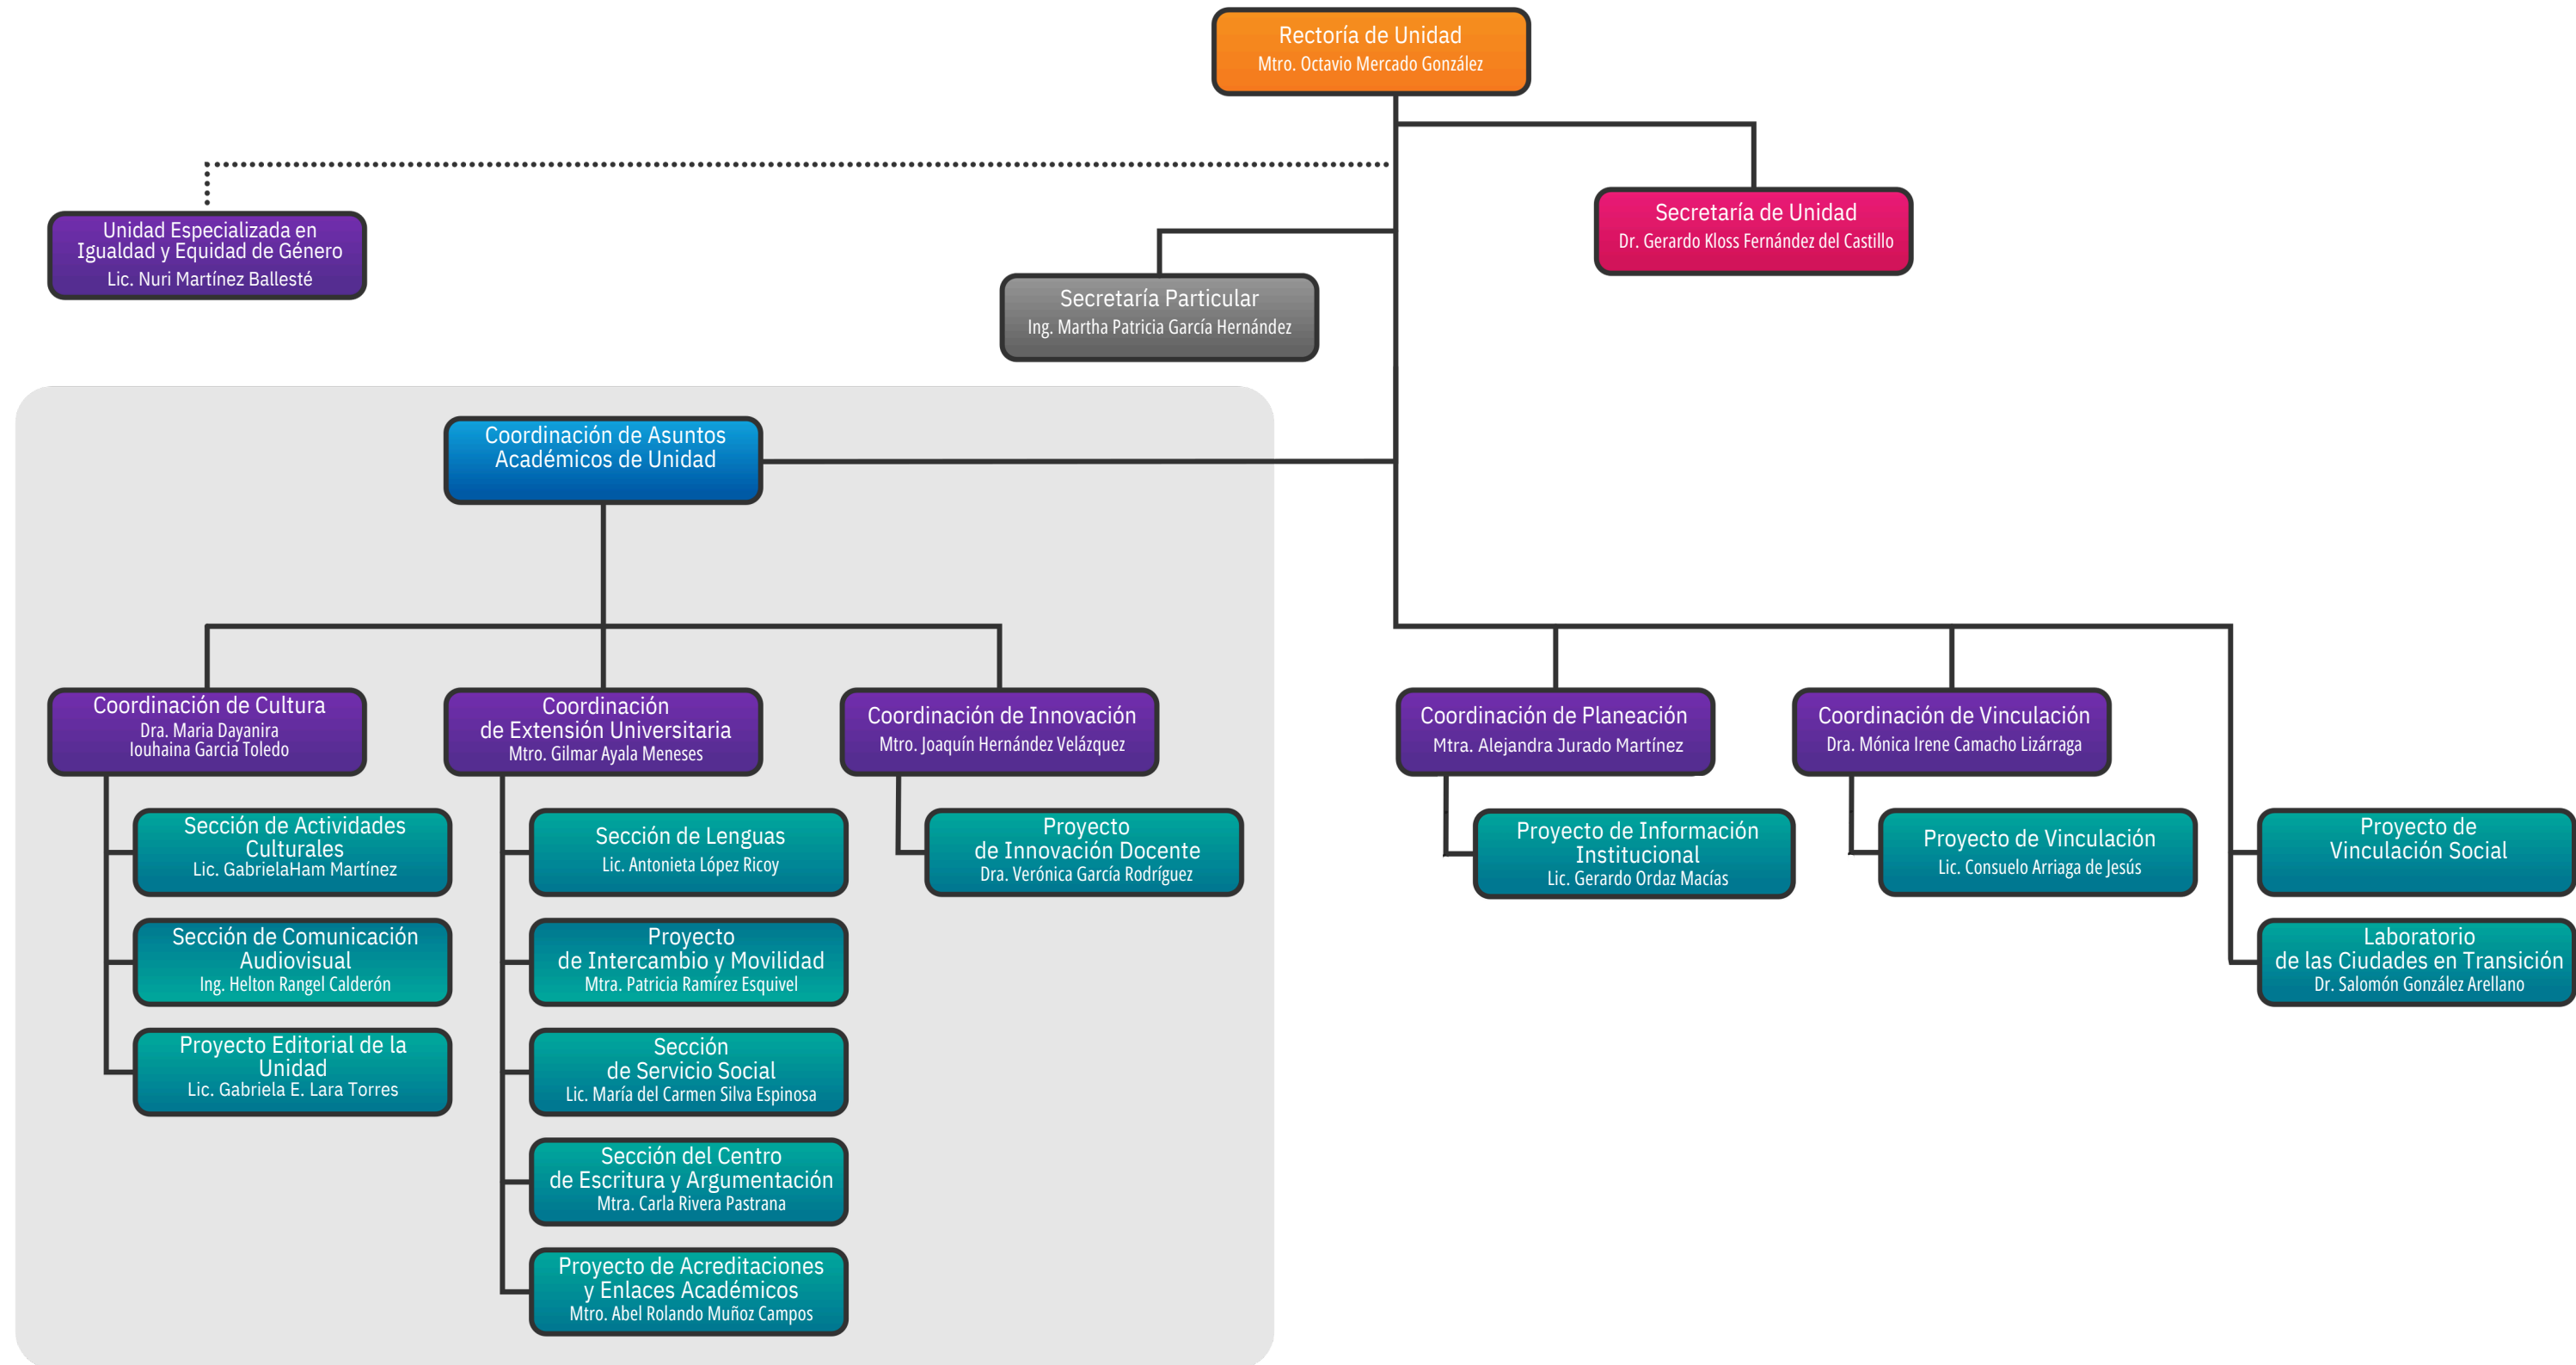 Rectoría de Unidad
Mtro. Octavio Mercado González
Unidad Especializada en
Igualdad y Equidad de Género
Lic. Nuri Martínez Ballesté
Secretaría de Unidad
Dr. Gerardo Kloss Fernández del Castillo
Secretaría Particular
Ing. Martha Patricia García Hernández
Coordinación de Asuntos
Académicos de Unidad
Coordinación de Cultura
Dra. Maria Dayanira
Iouhaina Garcia Toledo
Sección de Actividades
Culturales
Lic. GabrielaHam Martínez
Sección de Comunicación
Audiovisual
Ing. Helton Rangel Calderón
Proyecto Editorial de la
Unidad
Lic. Gabriela E. Lara Torres
Coordinación
de Extensión Universitaria
Mtro. Gilmar Ayala Meneses
Sección de Lenguas
Lic. Antonieta López Ricoy
Proyecto
de Intercambio y Movilidad
Mtra. Patricia Ramírez Esquivel
Sección
de Servicio Social
Lic. María del Carmen Silva Espinosa
Sección del Centro
de Escritura y Argumentación
Mtra. Carla Rivera Pastrana
Proyecto de Acreditaciones
y Enlaces Académicos
Mtro. Abel Rolando Muñoz Campos
Coordinación de Innovación
Mtro. Joaquín Hernández Velázquez
Proyecto
de Innovación Docente
Dra. Verónica García Rodríguez
Coordinación de Planeación
Mtra. Alejandra Jurado Martínez
Proyecto de Información
Institucional
Lic. Gerardo Ordaz Macías
Coordinación de Vinculación
Dra. Mónica Irene Camacho Lizárraga
Proyecto de Vinculación
Lic. Consuelo Arriaga de Jesús
Proyecto de
Vinculación Social
Laboratorio
de las Ciudades en Transición
Dr. Salomón González Arellano